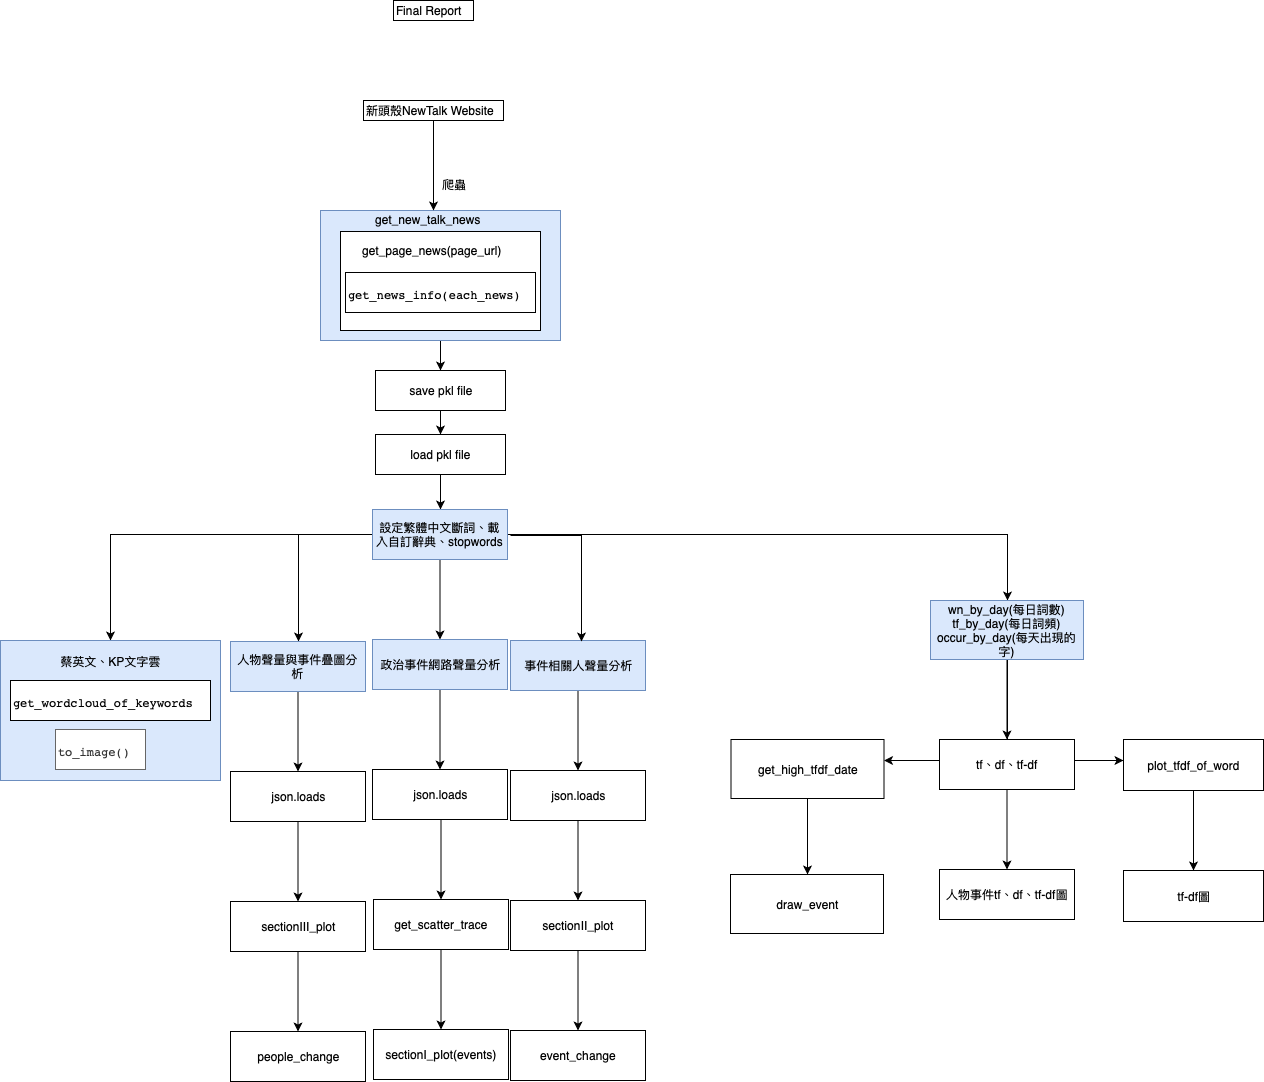 Final Report
新頭殼NewTalk Website
爬蟲
get_new_talk_news
get_page_news(page_url)
get_news_info(each_news)
save pkl file
load pkl file
設定繁體中文斷詞、載
入自訂辭典、stopwords
蔡英文、KP文字雲
get_wordcloud_of_keywords
to_image()
人物聲量與事件疊圖分
析
json.loads
sectionIII_plot
people_change
政治事件網路聲量分析
json.loads
get_scatter_trace
sectionI_plot(events)
事件相關人聲量分析
json.loads
sectionII_plot
event_change
wn_by_day(每日詞數)
tf_by_day(每日詞頻)
occur_by_day(每天出現的
字)
get_high_tfdf_date
tf、df、tf-df
plot_tfdf_of_word
draw_event
人物事件tf、df、tf-df圖
tf-df圖